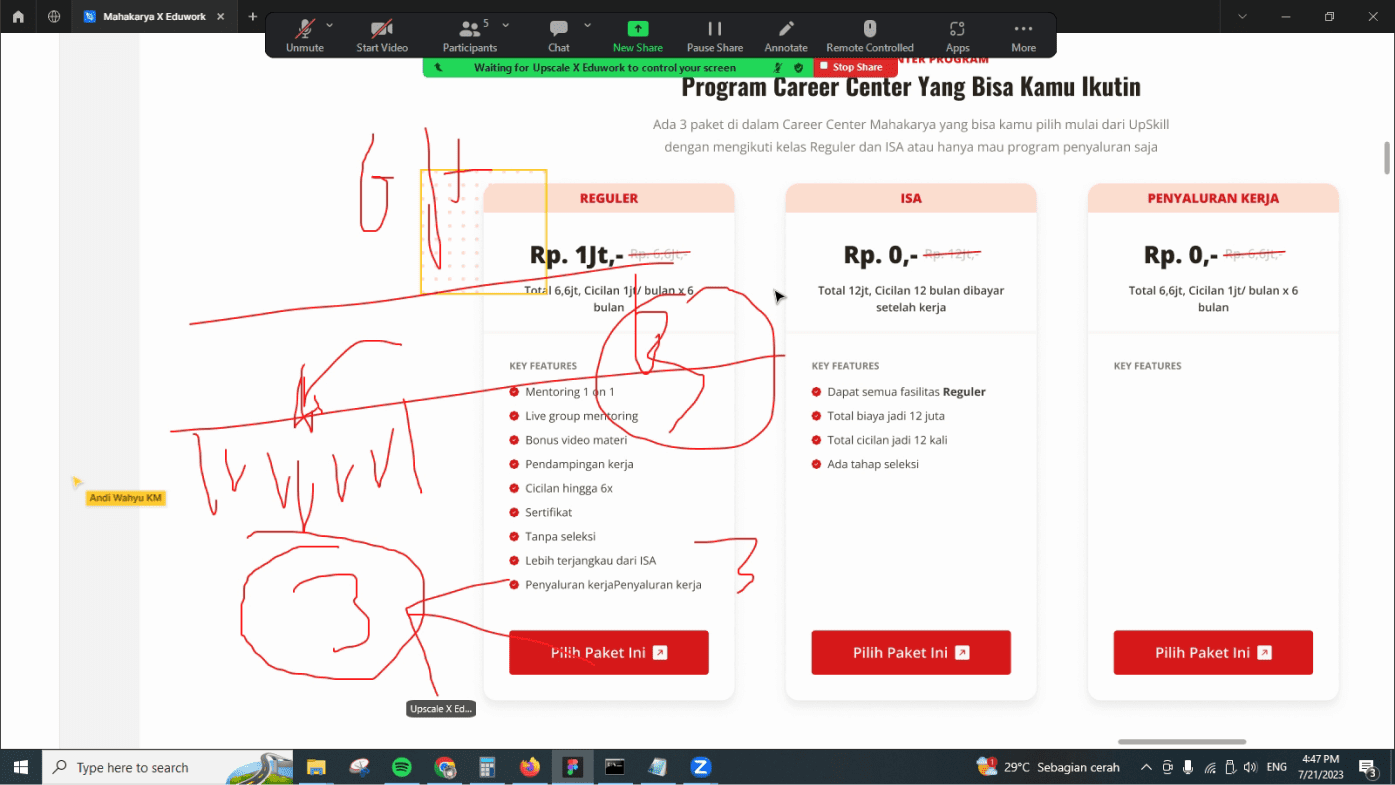 Mahakarya X Eduwork
Unmute
Start Video
Participants
5
Chat
New Share
Pause Share
Annotate
Remote Controlled
Apps
More
Waiting for Upscale X Eduwork to control your screen
Stop Share
NTER PROGRAM
Program Career Center Yang Bisa Kamu Ikutin
Ada 3 paket di dalam Career Center Mahakarya yang bisa kamu pilih mulai dari UpSkill
dengan mengikuti kelas Reguler dan ISA atau hanya mau program penyaluran saja
REGULER
Rp. 1Jt,- Rp. 6,6Jt,-
Total 6,6jt, Cicilan 1jt/ bulan x 6
bulan
KEY FEATURES
Mentoring 1 on 1
Live group mentoring
Bonus video materi
Pendampingan kerja
Cicilan hingga 6x
Sertifikat
Tanpa seleksi
Lebih terjangkau dari ISA
Penyaluran kerjaPenyaluran kerja
Pilih Paket Ini
ISA
Rp. 0,- Rp. 12Jt,-
Total 12jt, Cicilan 12 bulan dibayar
setelah kerja
KEY FEATURES
Dapat semua fasilitas Reguler
Total biaya jadi 12 juta
Total cicilan jadi 12 kali
Ada tahap seleksi
Pilih Paket Ini
PENYALURAN KERJA
Rp. 0,- Rp. 6,6Jt,-
Total 6,6jt, Cicilan 1jt/ bulan x 6
bulan
KEY FEATURES
Pilih Paket Ini
3
3
Andi Wahyu KM
Upscale X Ed...
Type here to search
29°C Sebagian cerah
ENG
4:47 PM
7/21/2023
3